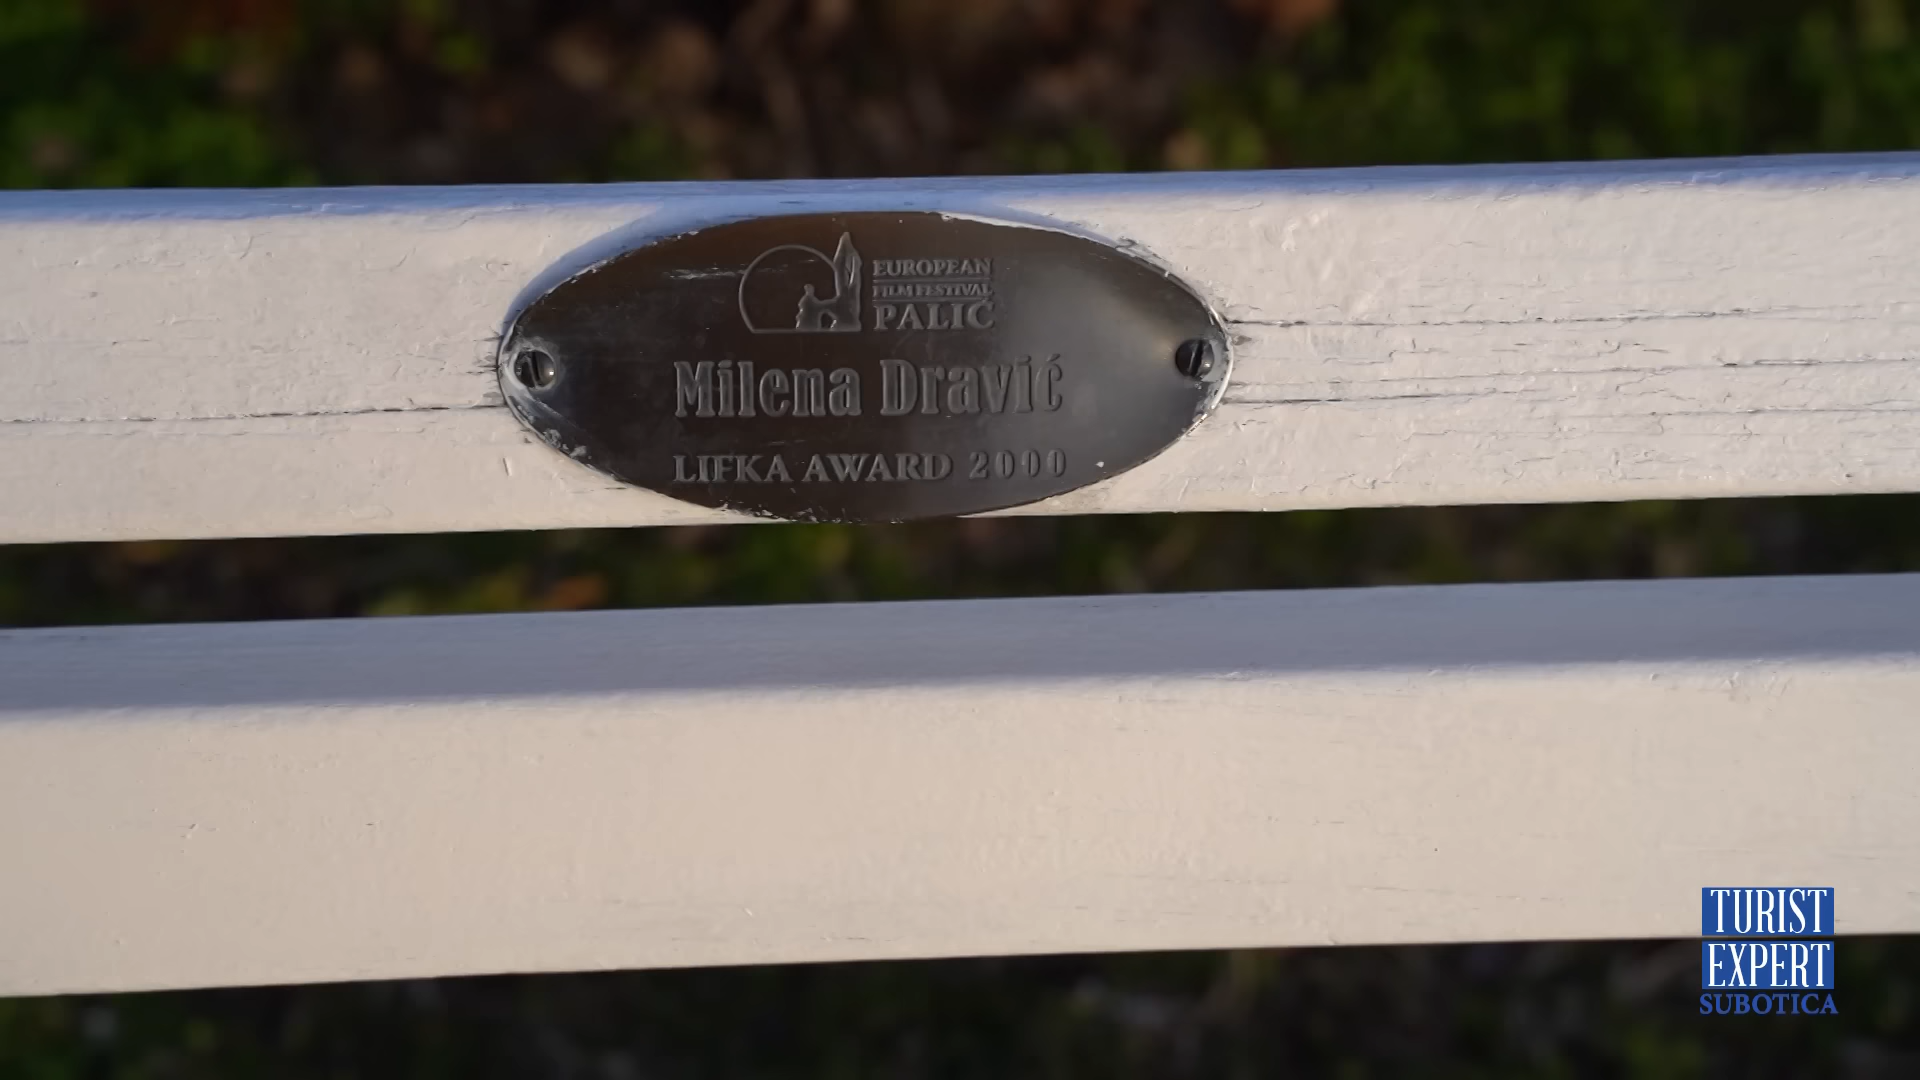 EUROPEAN
FILM FESTIVAL
PALIĆ
Milena Dravić
LIFKA AWARD 2000
TURIST
EXPERT
SUBOTICA